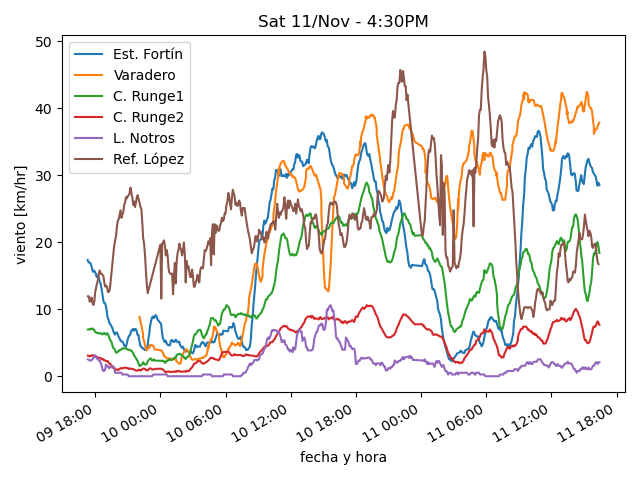 Sat 11/Nov - 4:30PM
Est. Fortín
Varadero
C. Runge1
C. Runge2
L. Notros
Ref. López
viento [km/hr]
50
40
30
20
10
0
09 18:00
10 00:00
10 06:00
10 12:00
10 18:00
11 00:00
11 06:00
11 12:00
11 18:00
fecha y hora